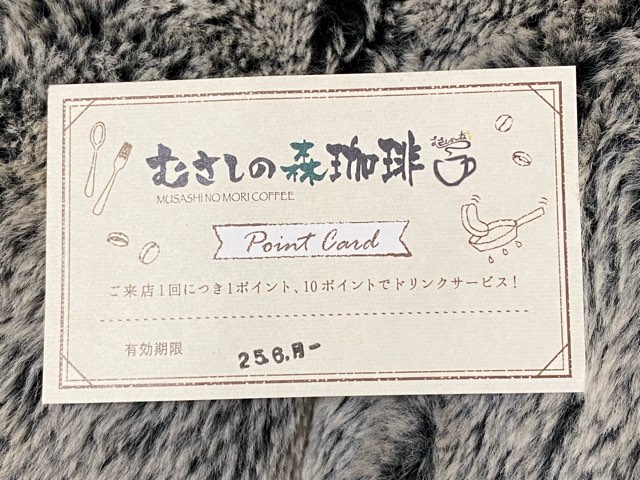 むさしの森珈琲
MUSASHI NO MORI COFFEE
Point Card
ご来店1回につき1ポイント、10ポイントでドリンクサービス!
有効期限 25.6.月-